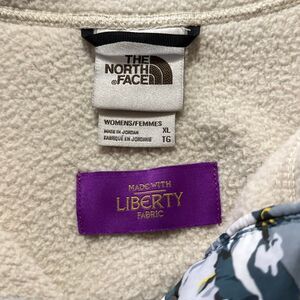 THE
NORTH
FACE
WOMENS/FEMMES
MADE IN JORDAN XL
FABRIQUÉ EN JORDANIE TG
MADE WITH
LIBERTY
FABRIC